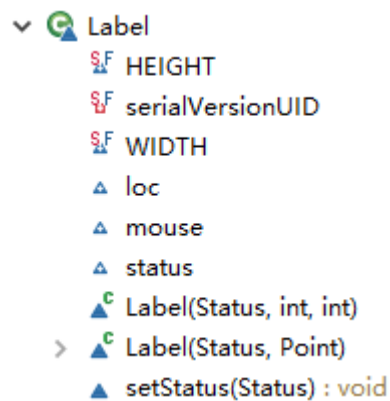 Label
HEIGHT
serialVersionUID
WIDTH
loc
mouse
status
Label(Status, int, int)
Label(Status, Point)
setStatus(Status) : void